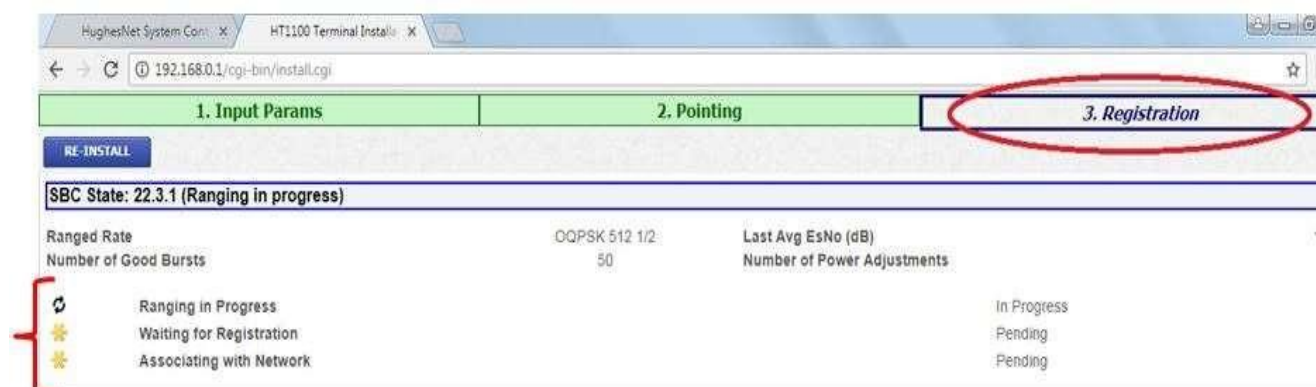 HughesNet System Con
HT1100 Terminal Installa
192.168.0.1/cgi-bin/install.cgi
1. Input Params
2. Pointing
3. Registration
RE-INSTALL
SBC State: 22.3.1 (Ranging in progress)
Ranged Rate OQPSK 512 1/2 Last Avg EsNo (dB)
Number of Good Bursts 50 Number of Power Adjustments
Ranging in Progress In Progress
Waiting for Registration Pending
Associating with Network Pending